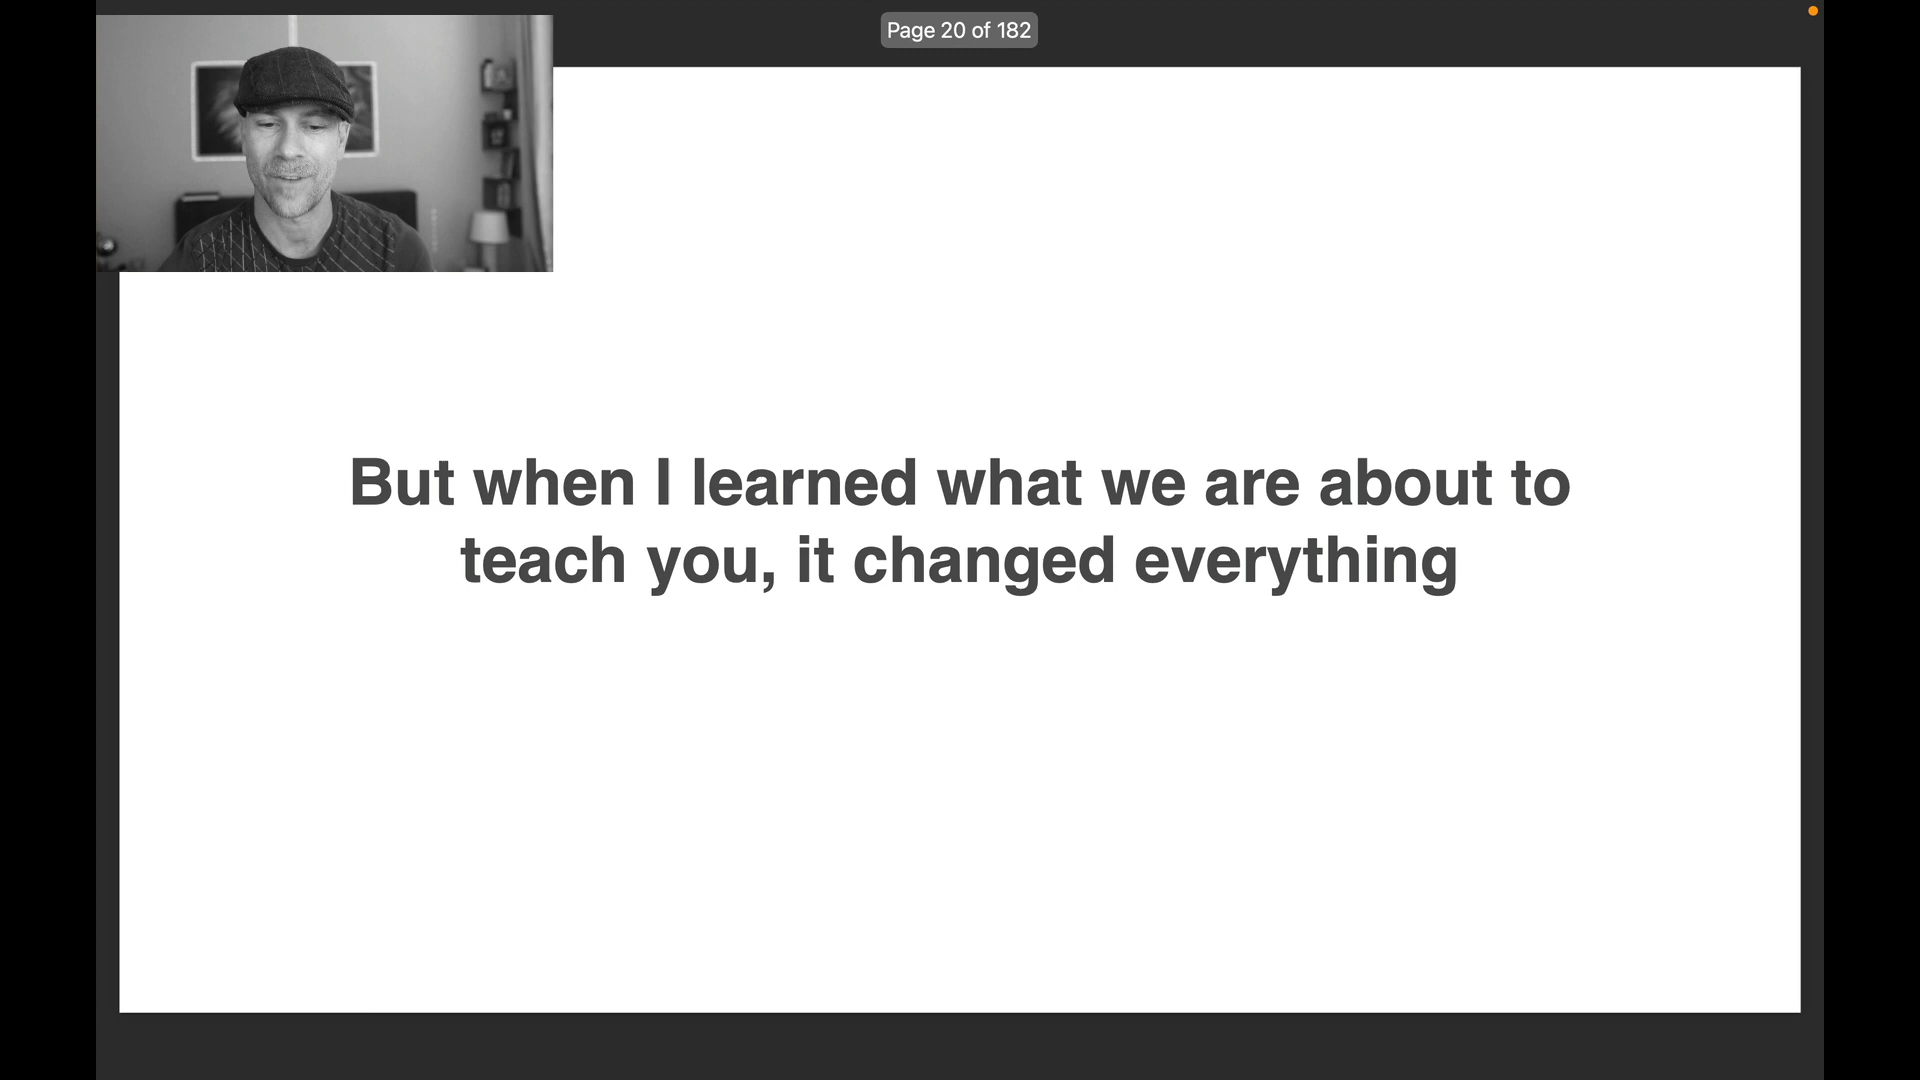 Page 20 of 182
But when I learned what we are about to
teach you, it changed everything